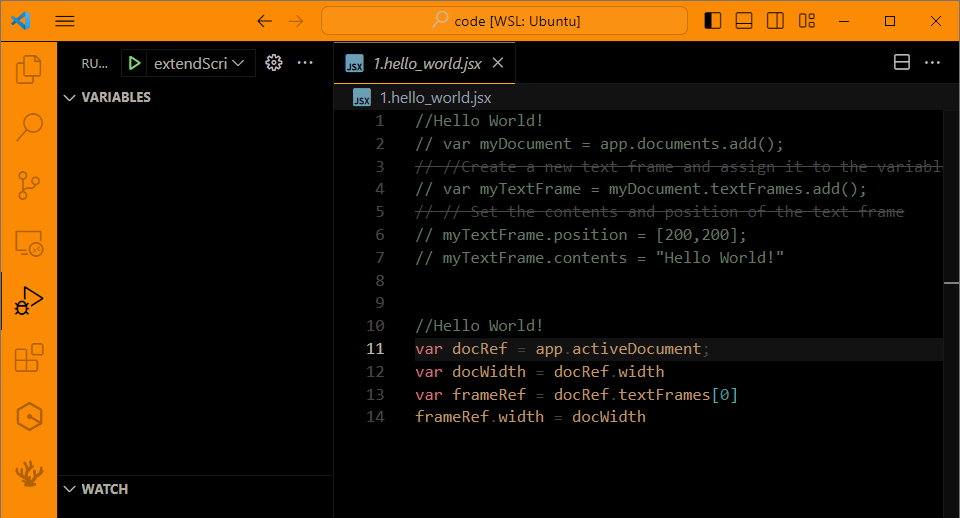 code [WSL: Ubuntu]
RU...
extendScri
1.hello_world.jsx
VARIABLES
JSX 1.hello_world.jsx
1 //Hello World!
2 // var myDocument = app.documents.add();
3 // //Create a new text frame and assign it to the variabl
4 // var myTextFrame = myDocument.textFrames.add();
5 // // Set the contents and position of the text frame
6 // myTextFrame.position = [200,200];
7 // myTextFrame.contents = "Hello World!"
8
9
10 //Hello World!
11 var docRef = app.activeDocument;
12 var docWidth = docRef.width
13 var frameRef = docRef.textFrames[0]
14 frameRef.width = docWidth
WATCH